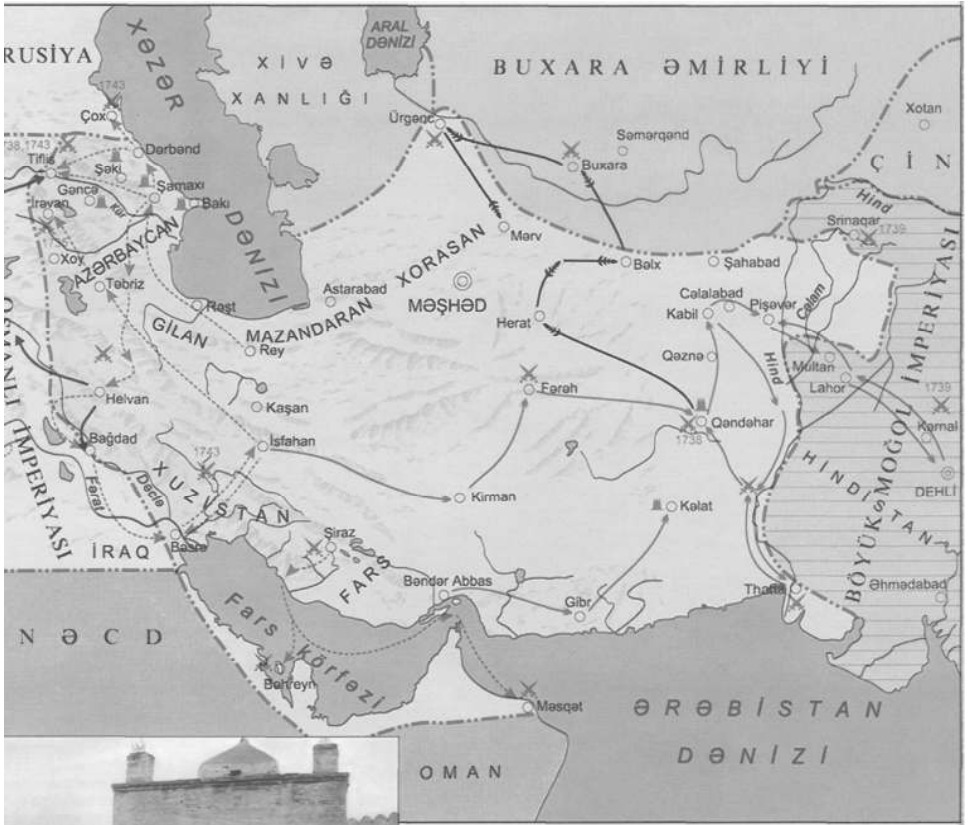 RUSİYA
XƏZƏR
DƏNİZİ
ARAL
DƏNİZİ
XİVƏ
XANLIĞI
BUXARA ƏMİRLİYİ
Xotan
ÇİN
1743
Çox
Ürgənc
Səmərqənd
Buxara
1743
Tiflis
Dərbənd
Şəki
Gəncə
Şamaxı
Bakı
İrəvan
Kür
Xoy
AZƏRBAYCAN
Təbriz
Mərv
Hind
Srinaqar
1739
Bəlx
Şahabad
XORASAN
Astarabad
MƏŞHƏD
MAZANDARAN
GİLAN
Rəşt
Rey
Herat
Cəlalabad
Kabil
Pişəvər
Cəlam
Qəznə
Hind
Multan
Lahor
BÖYÜK MOĞOL İMPERİYASI
1739
Kərnal
DEHLİ
HİNDİSTAN
Helvan
Kaşan
Fərəh
Qəndəhar
1738
OSMANLI İMPERİYASI
Bağdad
Fərat
Dəclə
İsfahan
1743
XUZİSTAN
Kirman
Kəlat
İRAQ
Bəsrə
Şiraz
FARS
Bəndər Abbas
Gibr
Thatta
Əhmədabad
NƏCD
Fars körfəzi
Bəhreyn
Məsqət
OMAN
ƏRƏBİSTAN
DƏNİZİ